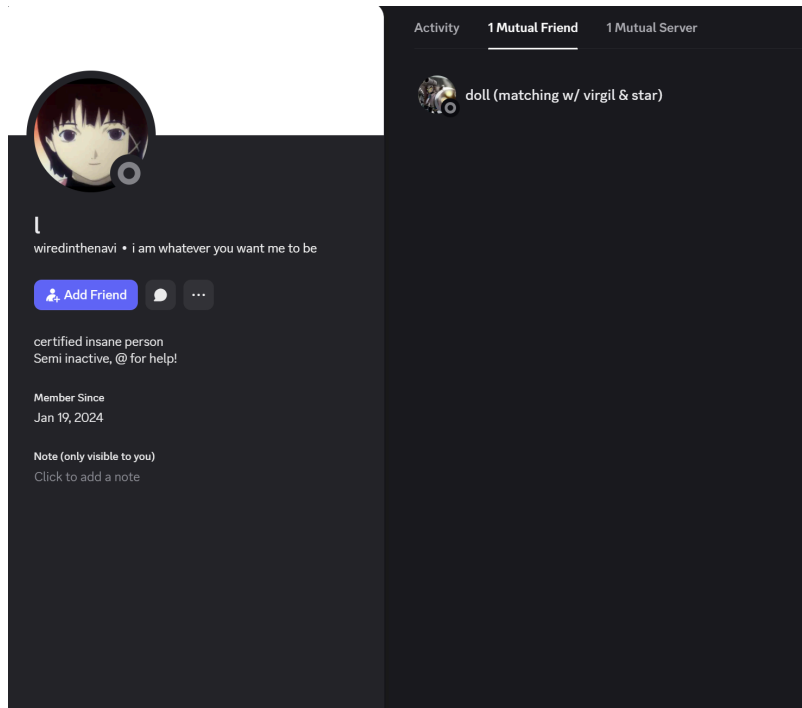 Activity
1 Mutual Friend
1 Mutual Server
doll (matching w/ virgil & star)
l
wiredinthenavi • i am whatever you want me to be
Add Friend
certified insane person
Semi inactive, @ for help!
Member Since
Jan 19, 2024
Note (only visible to you)
Click to add a note